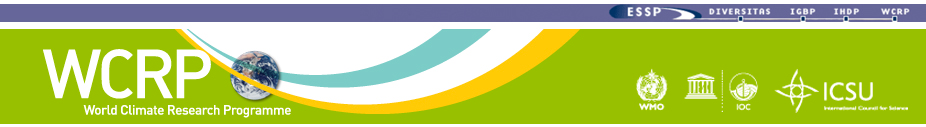 ESSP DIVERSITAS IGBP IHDP WCRP
WCRP
World Climate Research Programme
WMO
IOC
ICSU
International Council for Science